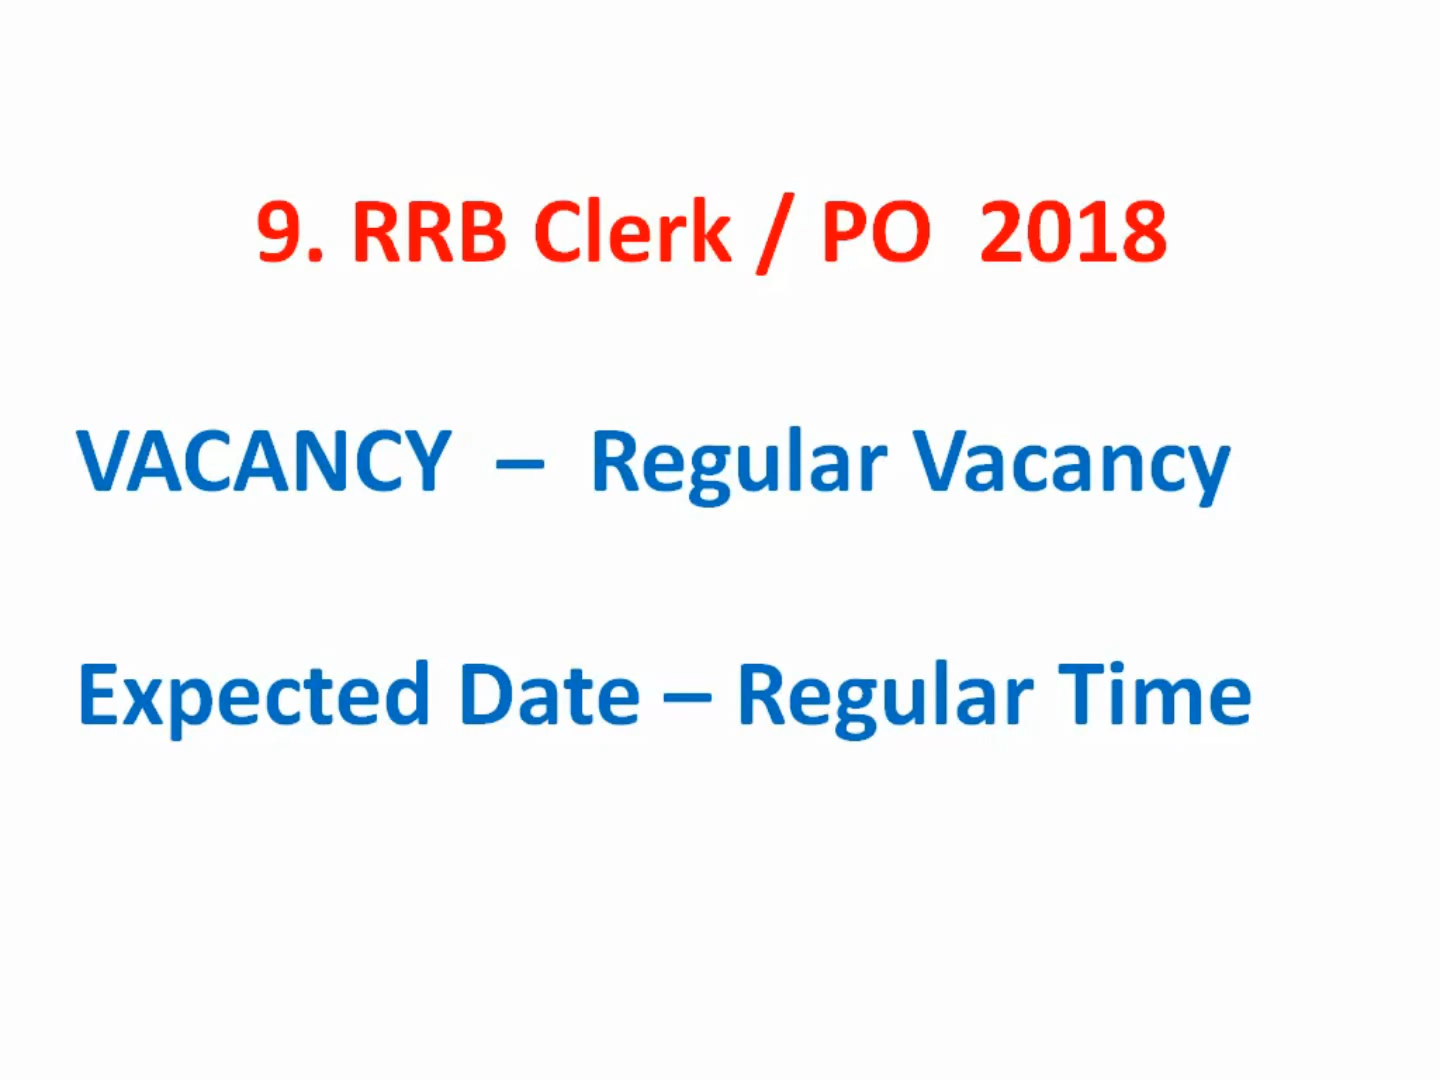 9. RRB Clerk / PO 2018
VACANCY – Regular Vacancy
Expected Date – Regular Time